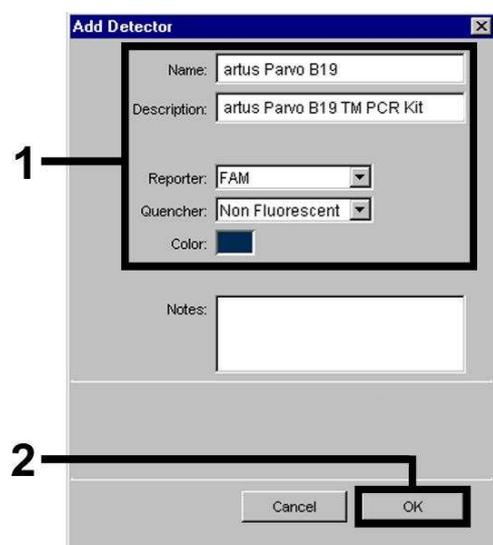 Add Detector
Name: artus Parvo B19
Description: artus Parvo B19 TM PCR Kit
1
Reporter: FAM
Quencher: Non Fluorescent
Color:
Notes:
2
Cancel OK